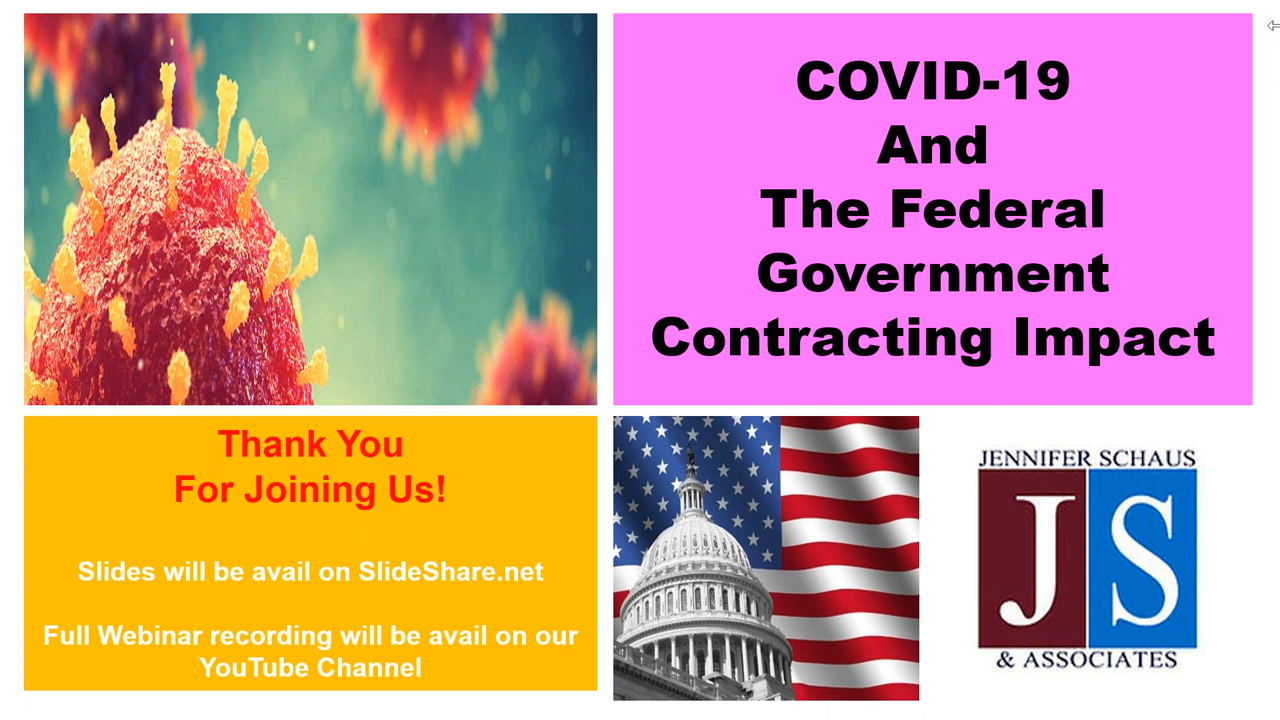 COVID-19
And
The Federal
Government
Contracting Impact
Thank You
For Joining Us!
Slides will be avail on SlideShare.net
Full Webinar recording will be avail on our
YouTube Channel
JENNIFER SCHAUS
JS
& ASSOCIATES